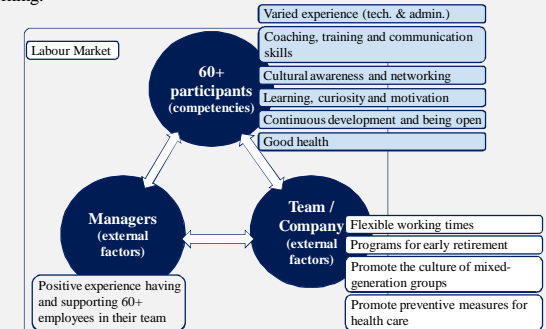 Varied experience (tech. & admin.)
Labour Market
Coaching, training and communication
skills
60+
participants
(competencies)
Cultural awareness and networking
Learning, curiosity and motivation
Continuous development and being open
Good health
Managers
(external
factors)
Team /
Company
(external
factors)
Flexible working times
Programs for early retirement
Promote the culture of mixed-
generation groups
Promote preventive measures for
health care
Positive experience having
and supporting 60+
employees in their team